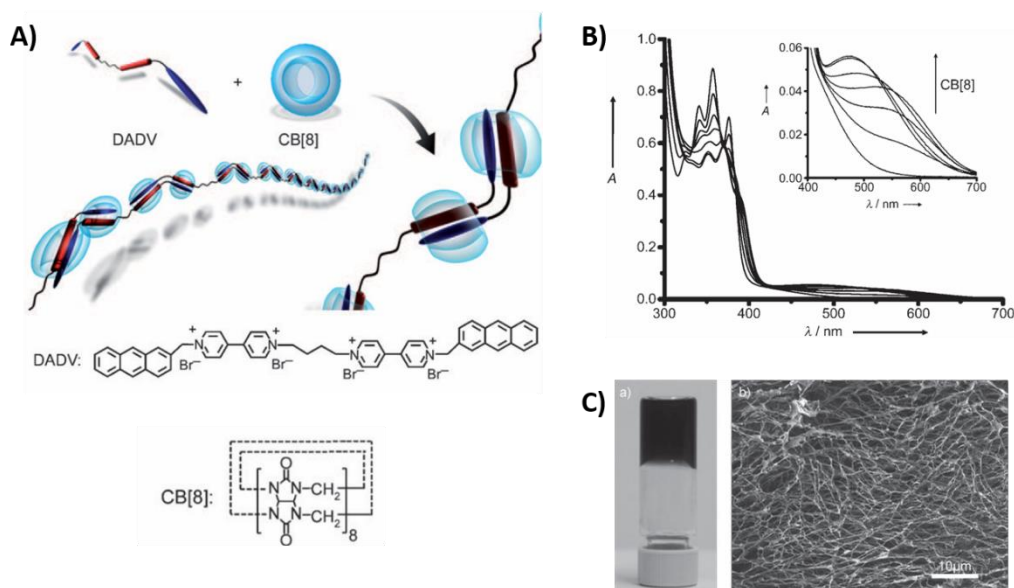 A)
DADV
+
CB[8]
DADV:
+
N
N
+
+
N
N
+
Br–
Br–
Br–
Br–
CB[8]:
O
N N–CH₂
N N–CH₂
O
8
B)
1.0
0.8
0.6
0.4
0.2
0.0
A
300
400
500
600
700
λ / nm
0.06
0.04
0.02
0.00
A
400
500
600
700
λ / nm
CB[8]
C)
a)
b)
10µm